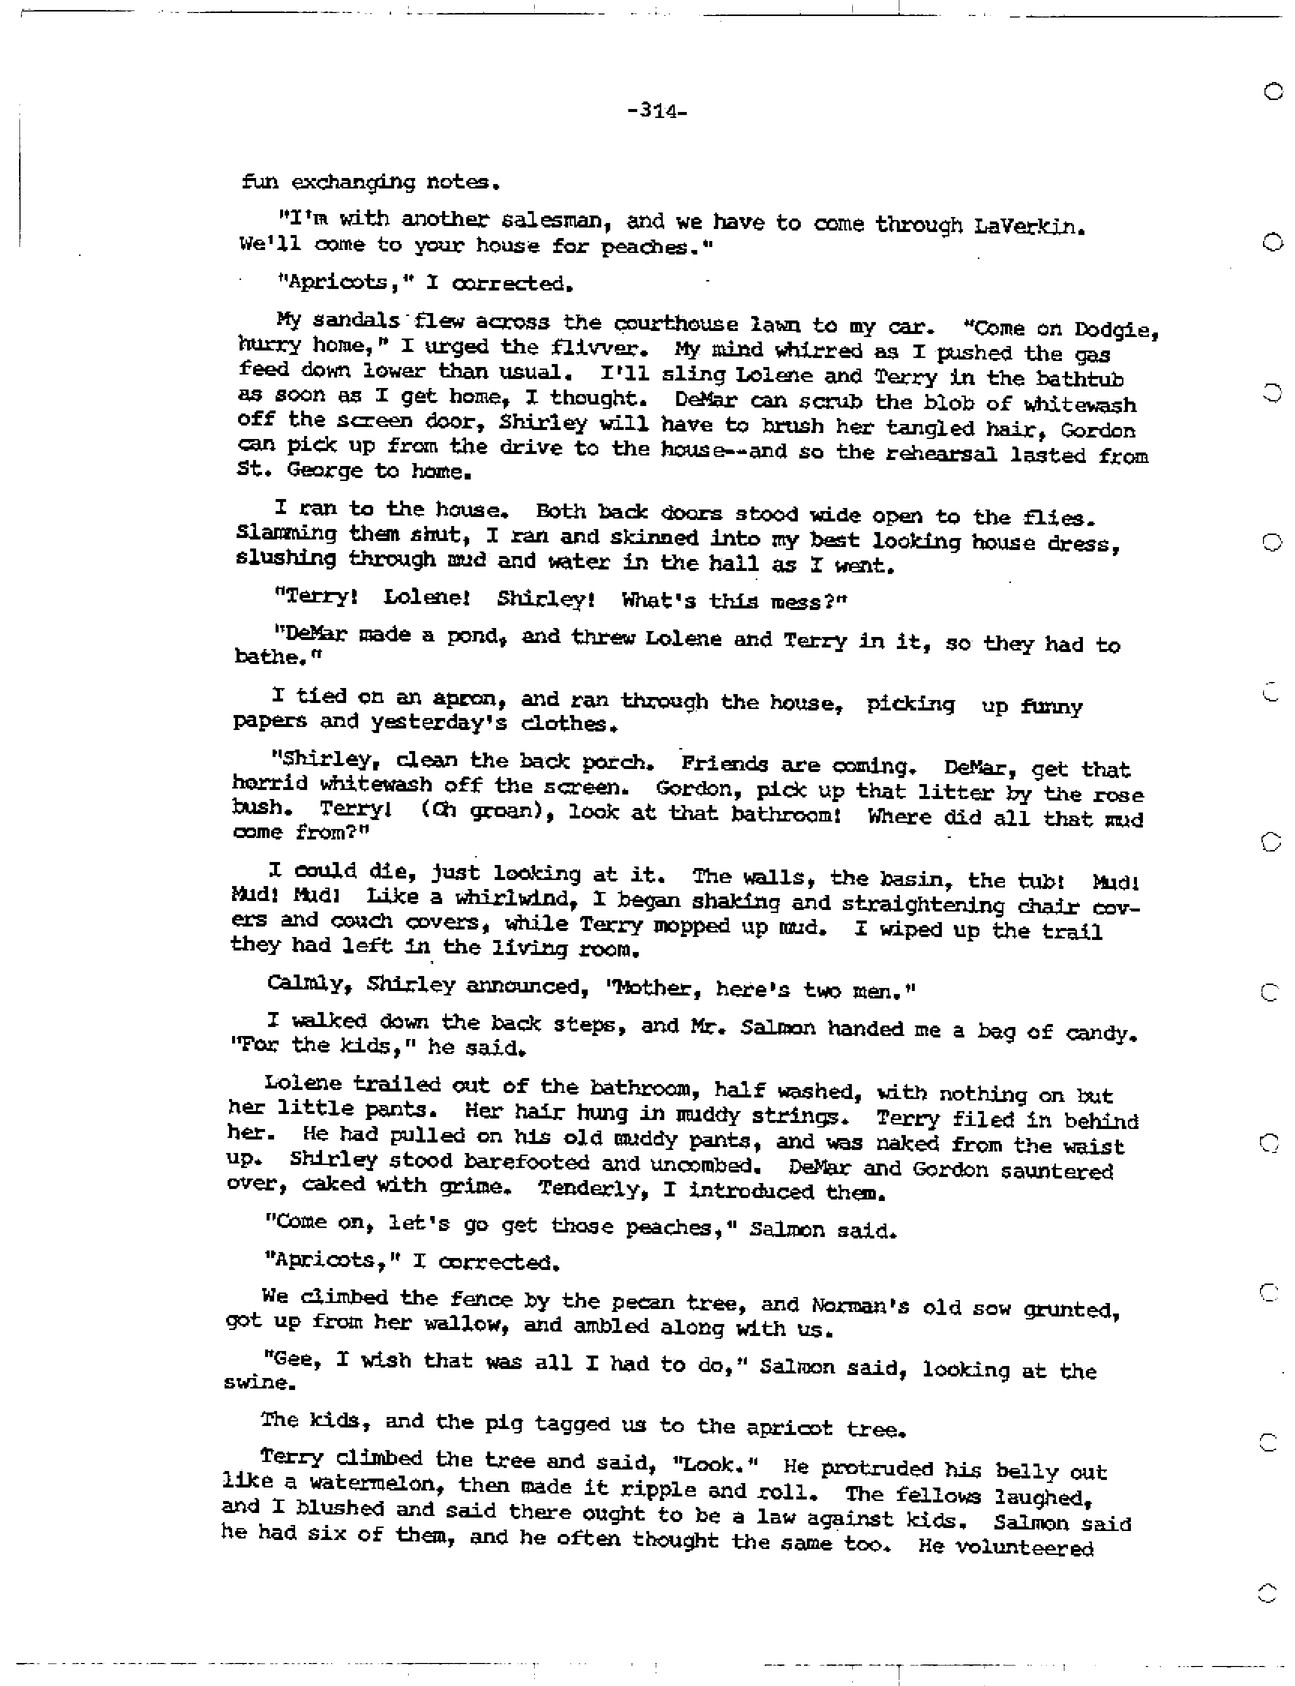 -314-
fun exchanging notes.
"I'm with another salesman, and we have to come through LaVerkin.
We'll come to your house for peaches."
"Apricots," I corrected.
My sandals flew across the courthouse lawn to my car. "Come on Dodgie,
hurry home," I urged the flivver. My mind whirred as I pushed the gas
feed down lower than usual. I'll sling Lolene and Terry in the bathtub
as soon as I get home, I thought. DeMar can scrub the blob of whitewash
off the screen door, Shirley will have to brush her tangled hair, Gordon
can pick up from the drive to the house--and so the rehearsal lasted from
St. George to home.
I ran to the house. Both back doors stood wide open to the flies.
Slamming them shut, I ran and skinned into my best looking house dress,
slushing through mud and water in the hall as I went.
"Terry! Lolene! Shirley! What's this mess?"
"DeMar made a pond, and threw Lolene and Terry in it, so they had to
bathe."
I tied on an apron, and ran through the house, picking up funny
papers and yesterday's clothes.
"Shirley, clean the back porch. Friends are coming. DeMar, get that
horrid whitewash off the screen. Gordon, pick up that litter by the rose
bush. Terry! (Oh groan), look at that bathroom! Where did all that mud
come from?"
I could die, just looking at it. The walls, the basin, the tub! Mud!
Mud! Mud! Like a whirlwind, I began shaking and straightening chair cov-
ers and couch covers, while Terry mopped up mud. I wiped up the trail
they had left in the living room.
Calmly, Shirley announced, "Mother, here's two men."
I walked down the back steps, and Mr. Salmon handed me a bag of candy.
"For the kids," he said.
Lolene trailed out of the bathroom, half washed, with nothing on but
her little pants. Her hair hung in muddy strings. Terry filed in behind
her. He had pulled on his old muddy pants, and was naked from the waist
up. Shirley stood barefooted and uncombed. DeMar and Gordon sauntered
over, caked with grime. Tenderly, I introduced them.
"Come on, let's go get those peaches," Salmon said.
"Apricots," I corrected.
We climbed the fence by the pecan tree, and Norman's old sow grunted,
got up from her wallow, and ambled along with us.
"Gee, I wish that was all I had to do," Salmon said, looking at the
swine.
The kids, and the pig tagged us to the apricot tree.
Terry climbed the tree and said, "Look." He protruded his belly out
like a watermelon, then made it ripple and roll. The fellows laughed,
and I blushed and said there ought to be a law against kids. Salmon said
he had six of them, and he often thought the same too. He volunteered